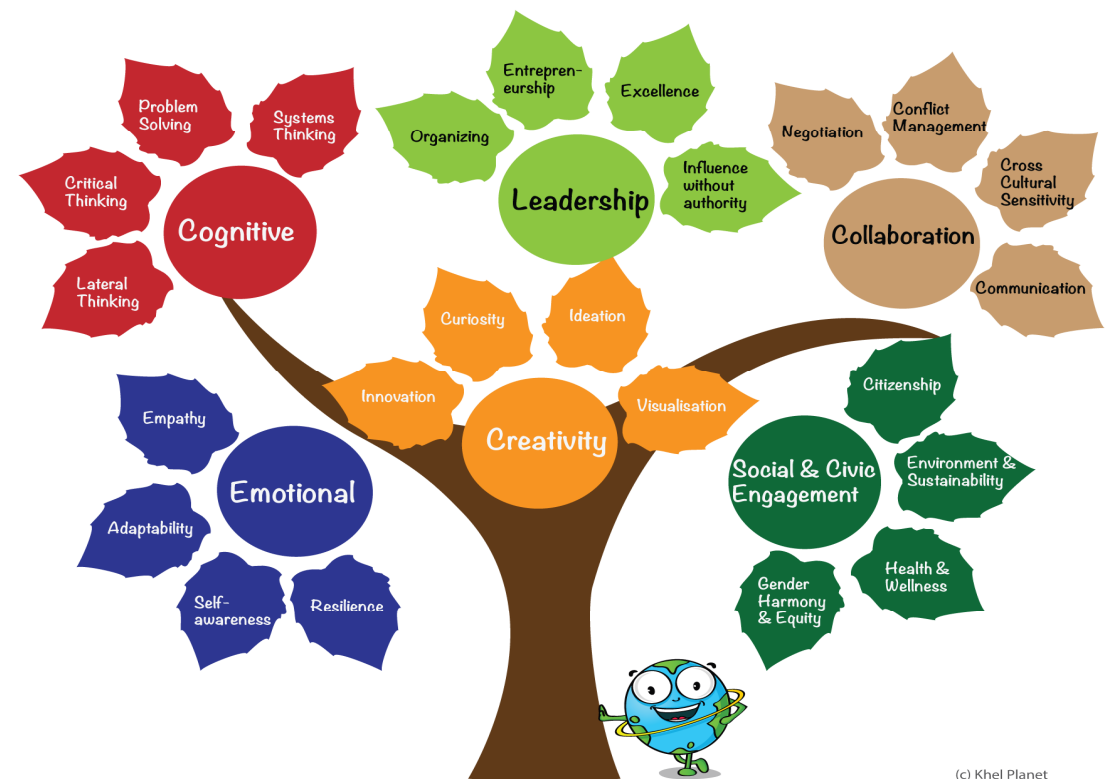 Cognitive
Lateral
Thinking
Critical
Thinking
Problem
Solving
Systems
Thinking
Leadership
Organizing
Entrepren-
eurship
Excellence
Influence
without
authority
Collaboration
Negotiation
Conflict
Management
Cross
Cultural
Sensitivity
Communication
Creativity
Innovation
Curiosity
Ideation
Visualisation
Emotional
Empathy
Adaptability
Self-
awareness
Resilience
Social & Civic
Engagement
Citizenship
Environment &
Sustainability
Health &
Wellness
Gender
Harmony
& Equity
(c) Khel Planet